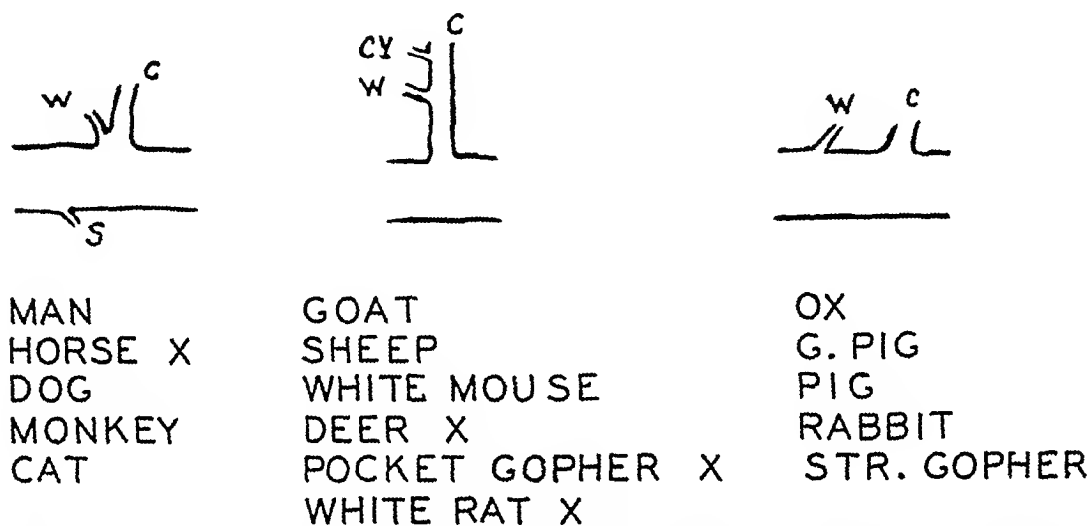 C
CY
W
W
C
W
C
S
MAN
HORSE X
DOG
MONKEY
CAT
GOAT
SHEEP
WHITE MOUSE
DEER X
POCKET GOPHER X
WHITE RAT X
OX
G. PIG
PIG
RABBIT
STR. GOPHER